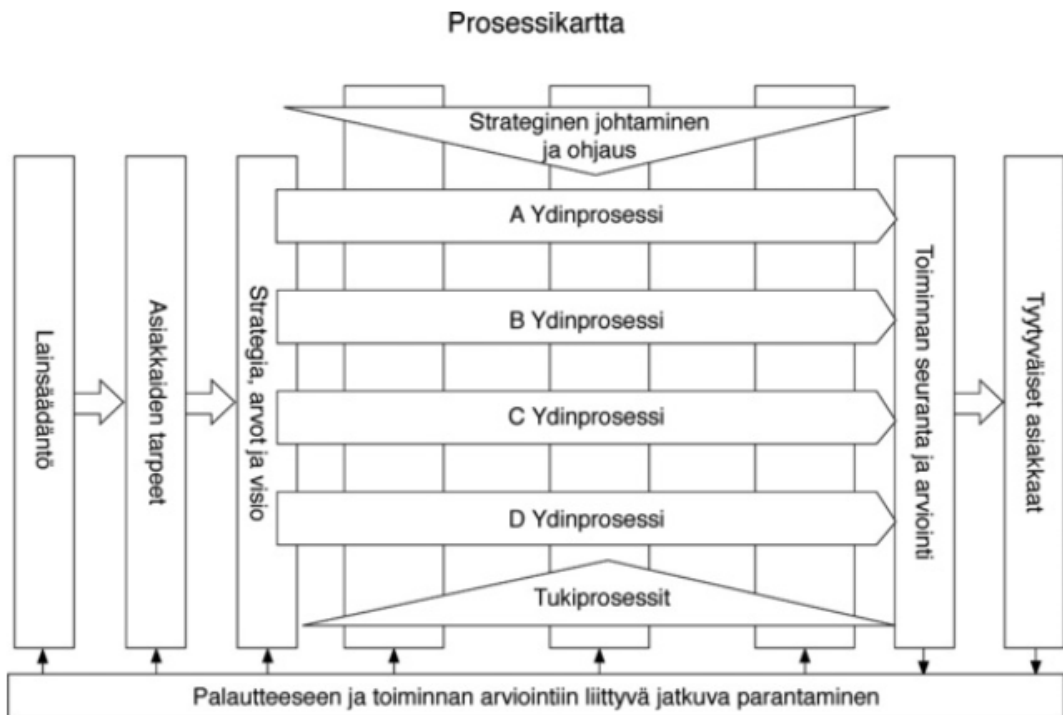 Prosessikartta
Strateginen johtaminen
ja ohjaus
Lainsäädäntö
Asiakkaiden tarpeet
Strategia, arvot ja visio
A Ydinprosessi
B Ydinprosessi
C Ydinprosessi
D Ydinprosessi
Tukiprosessit
Toiminnan seuranta ja arviointi
Tyytyväiset asiakkaat
Palautteeseen ja toiminnan arviointiin liittyvä jatkuva parantaminen